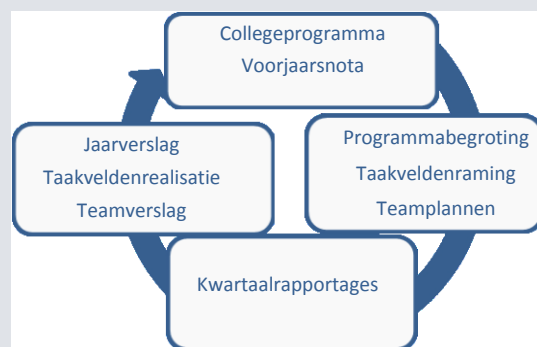 Collegeprogramma
Voorjaarsnota
Programmabegroting
Taakveldenraming
Teamplannen
Kwartaalrapportages
Jaarverslag
Taakveldenrealisatie
Teamverslag